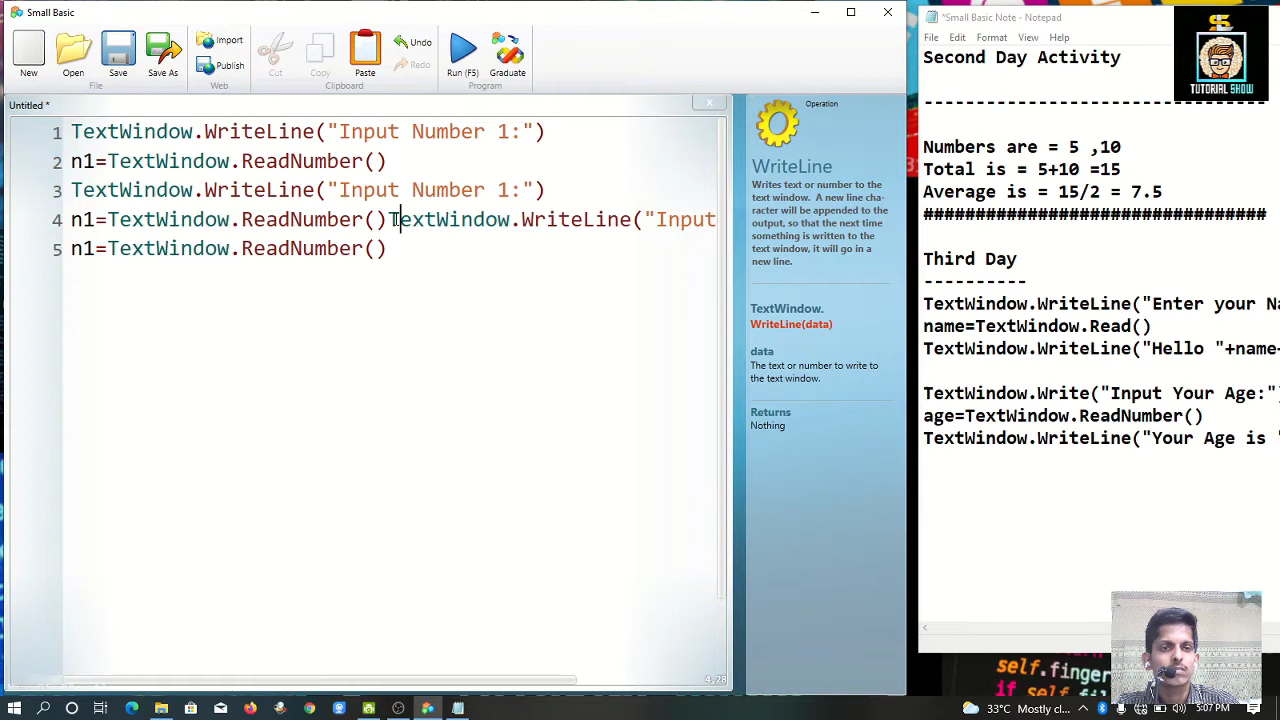 Small Basic
New
Open
Save
Save As
Import
Publish
Cut
Copy
Paste
Undo
Redo
Run (F5)
Graduate
File
Web
Clipboard
Program
Untitled *
1 TextWindow.WriteLine("Input Number 1:")
2 n1=TextWindow.ReadNumber()
3 TextWindow.WriteLine("Input Number 1:")
4 n1=TextWindow.ReadNumber()TextWindow.WriteLine("Input
5 n1=TextWindow.ReadNumber()
4,28
Operation
WriteLine
Writes text or number to the
text window. A new line cha-
racter will be appended to the
output, so that the next time
something is written to the
text window, it will go in a
new line.
TextWindow.
WriteLine(data)
data
The text or number to write to
the text window.
Returns
Nothing
*Small Basic Note - Notepad
File Edit Format View Help
TUTORIAL SHOW
Second Day Activity
---------------------------------
Numbers are = 5 ,10
Total is = 5+10 =15
Average is = 15/2 = 7.5
#################################
Third Day
----------
TextWindow.WriteLine("Enter your Na
name=TextWindow.Read()
TextWindow.WriteLine("Hello "+name+
TextWindow.Write("Input Your Age:")
age=TextWindow.ReadNumber()
TextWindow.WriteLine("Your Age is "
self.finger
if self.fil
33°C Mostly cloudy
5:07 PM